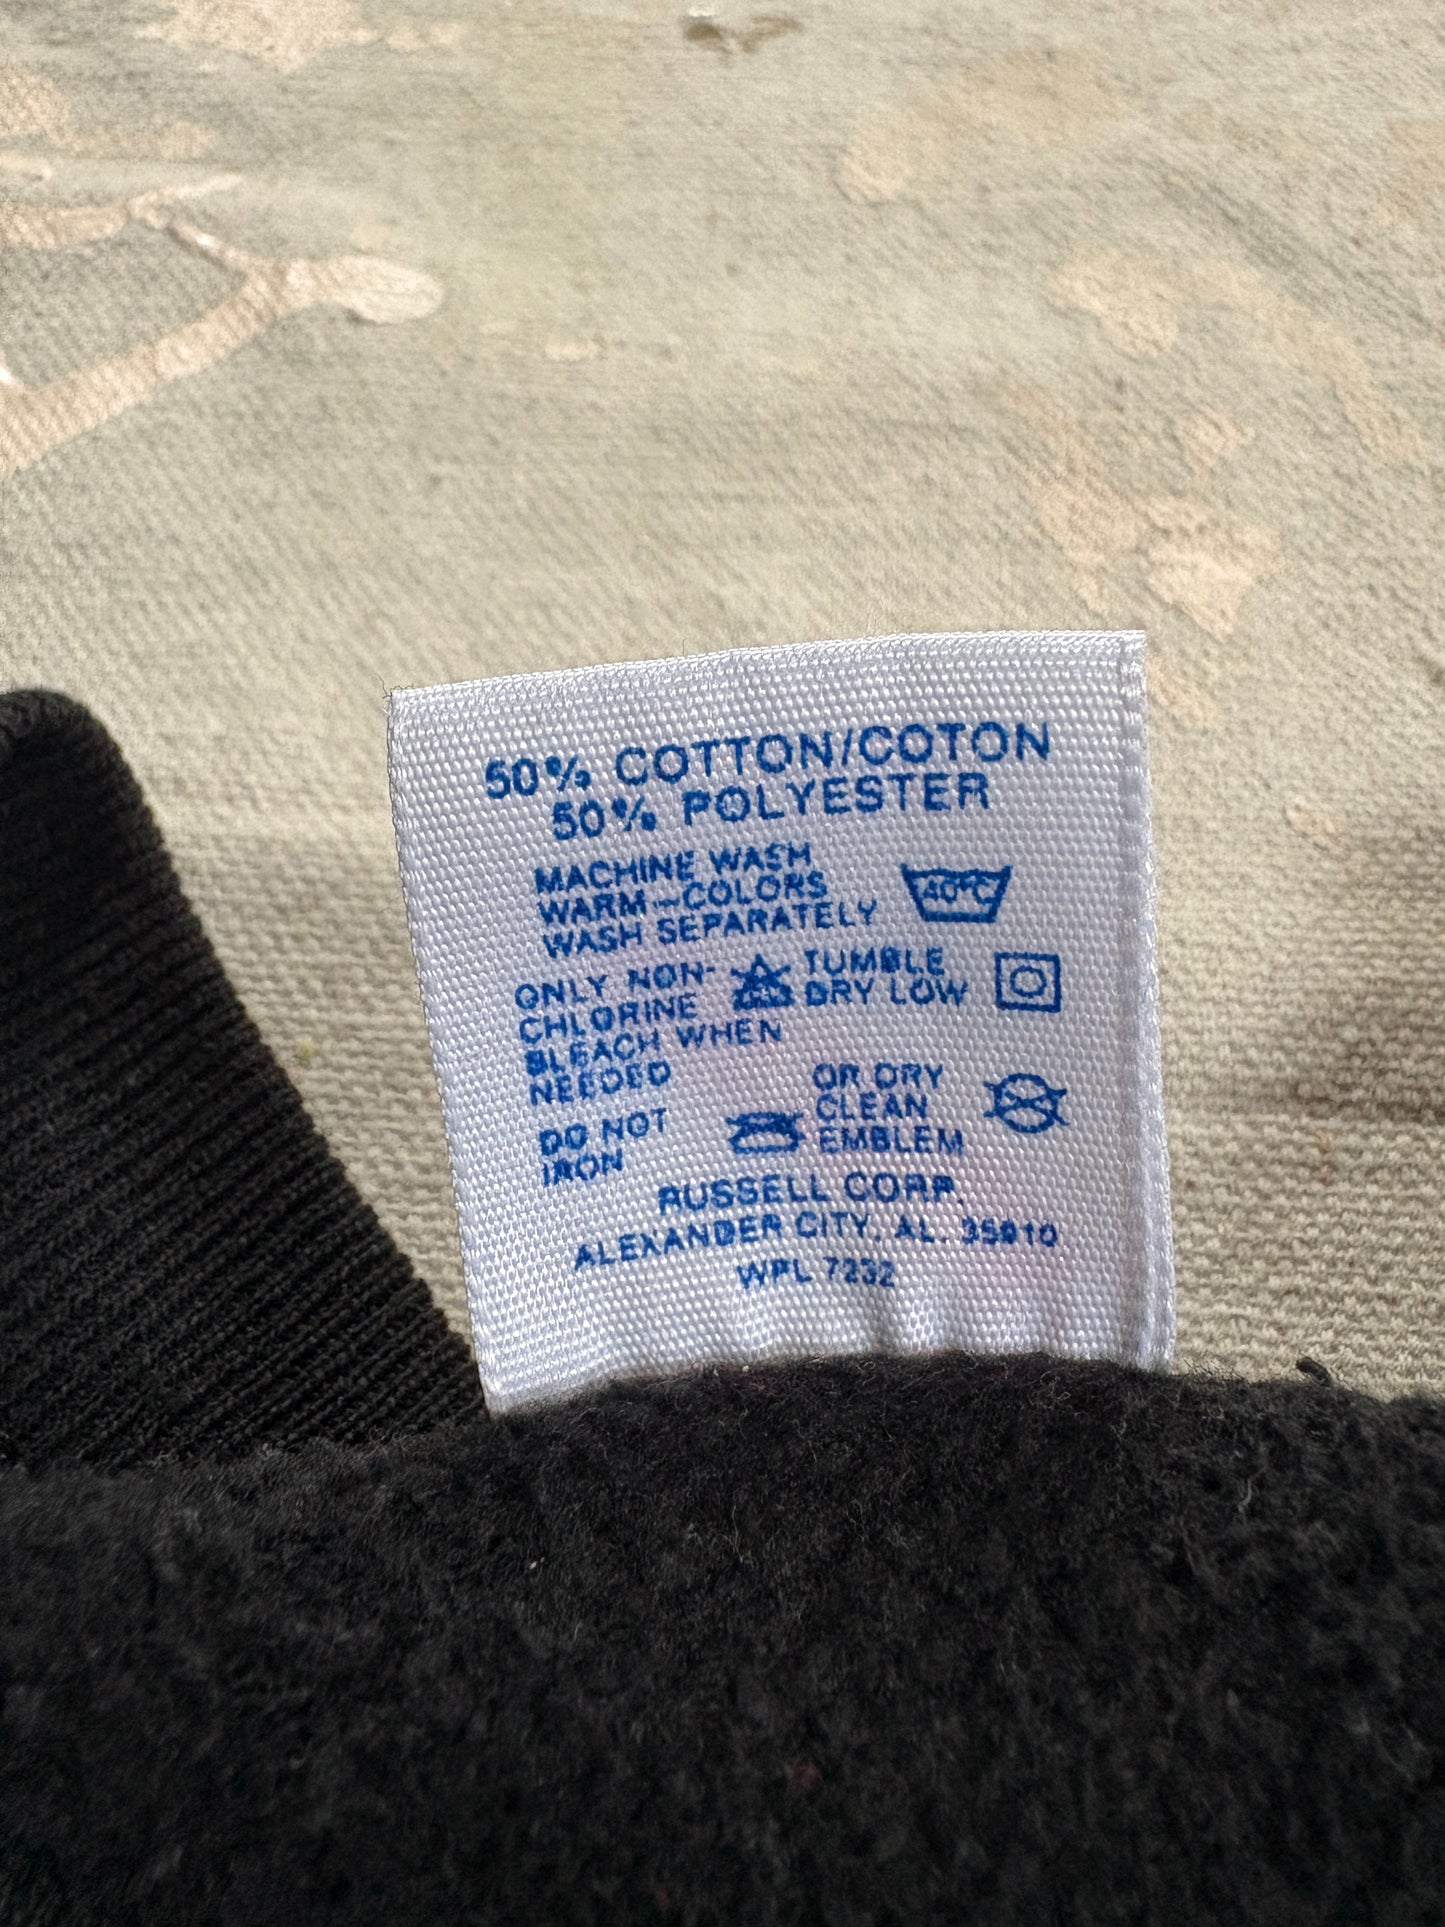 50% COTTON/COTON
50% POLYESTER
MACHINE WASH
WARM-COLORS
WASH SEPARATELY
40°C
ONLY NON-
CHLORINE
BLEACH WHEN
NEEDED
TUMBLE
DRY LOW
DO NOT
IRON
OR DRY
CLEAN
EMBLEM
RUSSELL CORP.
ALEXANDER CITY, AL. 35010
WPL 7232